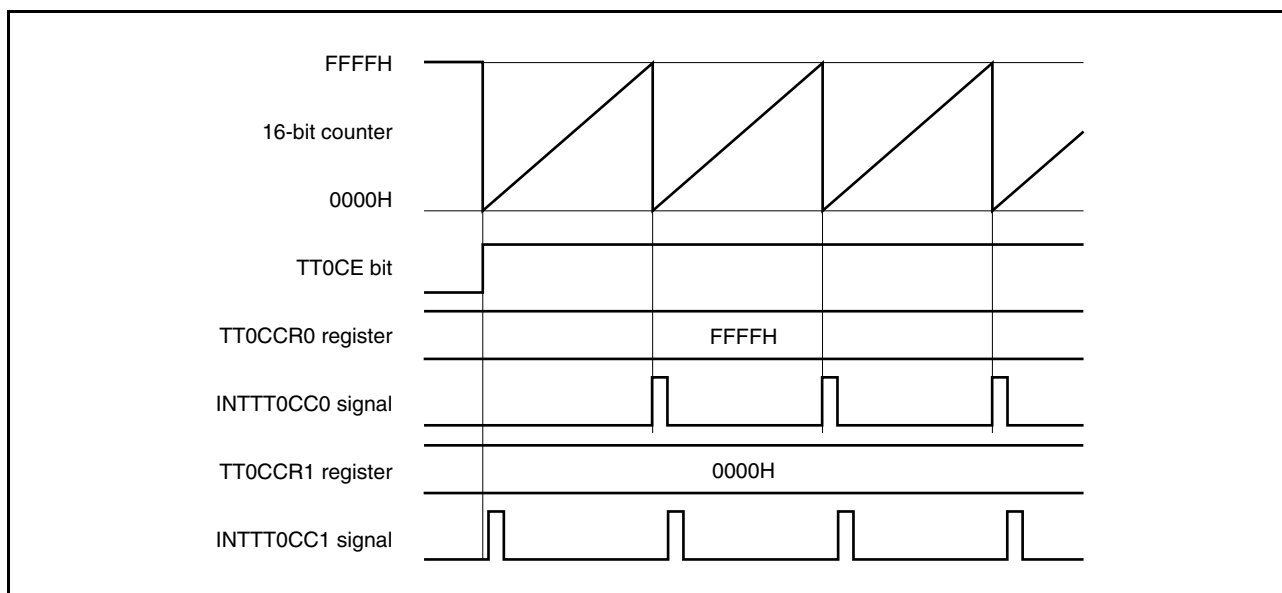 FFFFH
16-bit counter
0000H
TT0CE bit
TT0CCR0 register
FFFFH
INTTT0CC0 signal
TT0CCR1 register
0000H
INTTT0CC1 signal